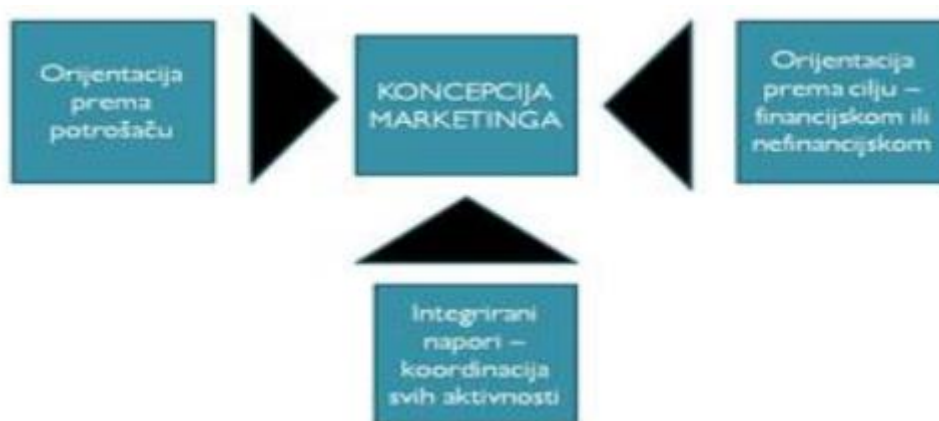 Orijentacija
prema
potrošaču
KONCEPCIJA
MARKETINGA
Orijentacija
prema cilju –
financijskom ili
nefinancijskom
Integrirani
napori –
koordinacija
svih aktivnosti